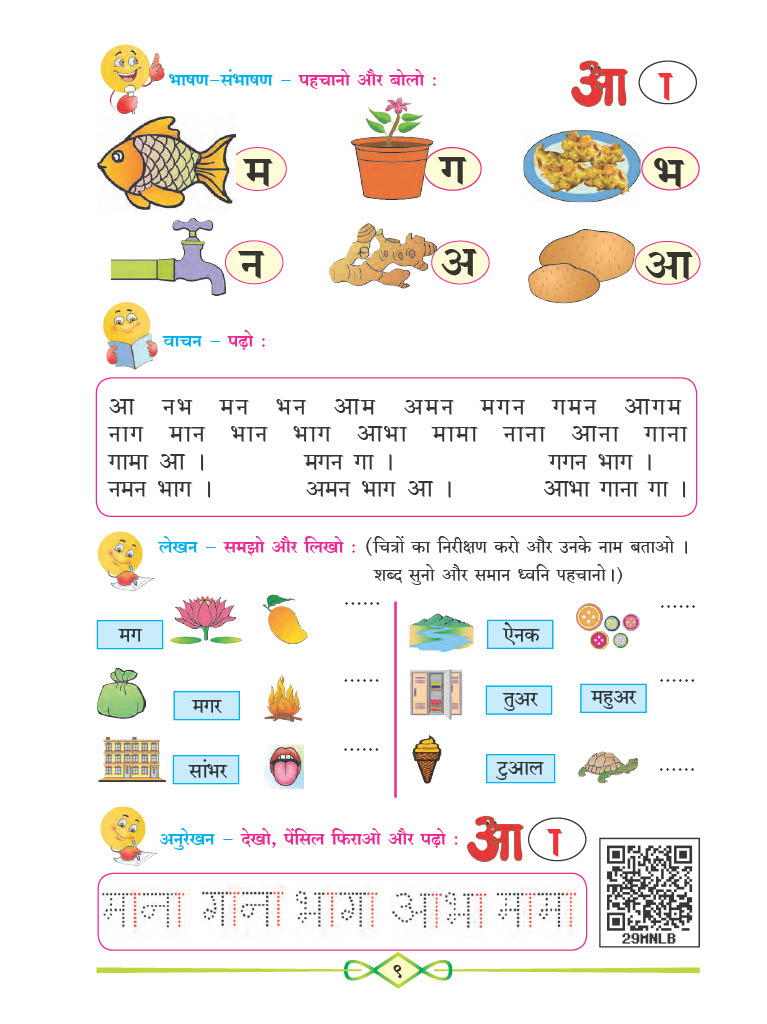 भाषण-संभाषण - पहचानो और बोलो :
आ ा
म ग भ
न अ आ
वाचन - पढ़ो :
आ नभ मन भन आम अमन मगन गमन आगम
नाग मान भान भाग आभा मामा नाना आना गाना
गामा आ । मगन गा । गगन भाग ।
नमन भाग । अमन भाग आ । आभा गाना गा ।
लेखन - समझो और लिखो : (चित्रों का निरीक्षण करो और उनके नाम बताओ ।
शब्द सुनो और समान ध्वनि पहचानो।)
मग ...... ऐनक ......
मगर ...... तुअर महुअर ......
सांभर ...... टुआल ......
अनुरेखन - देखो, पेंसिल फिराओ और पढ़ो :
आ ा
माना गाना भागा आभा मामा
29MNLB
९